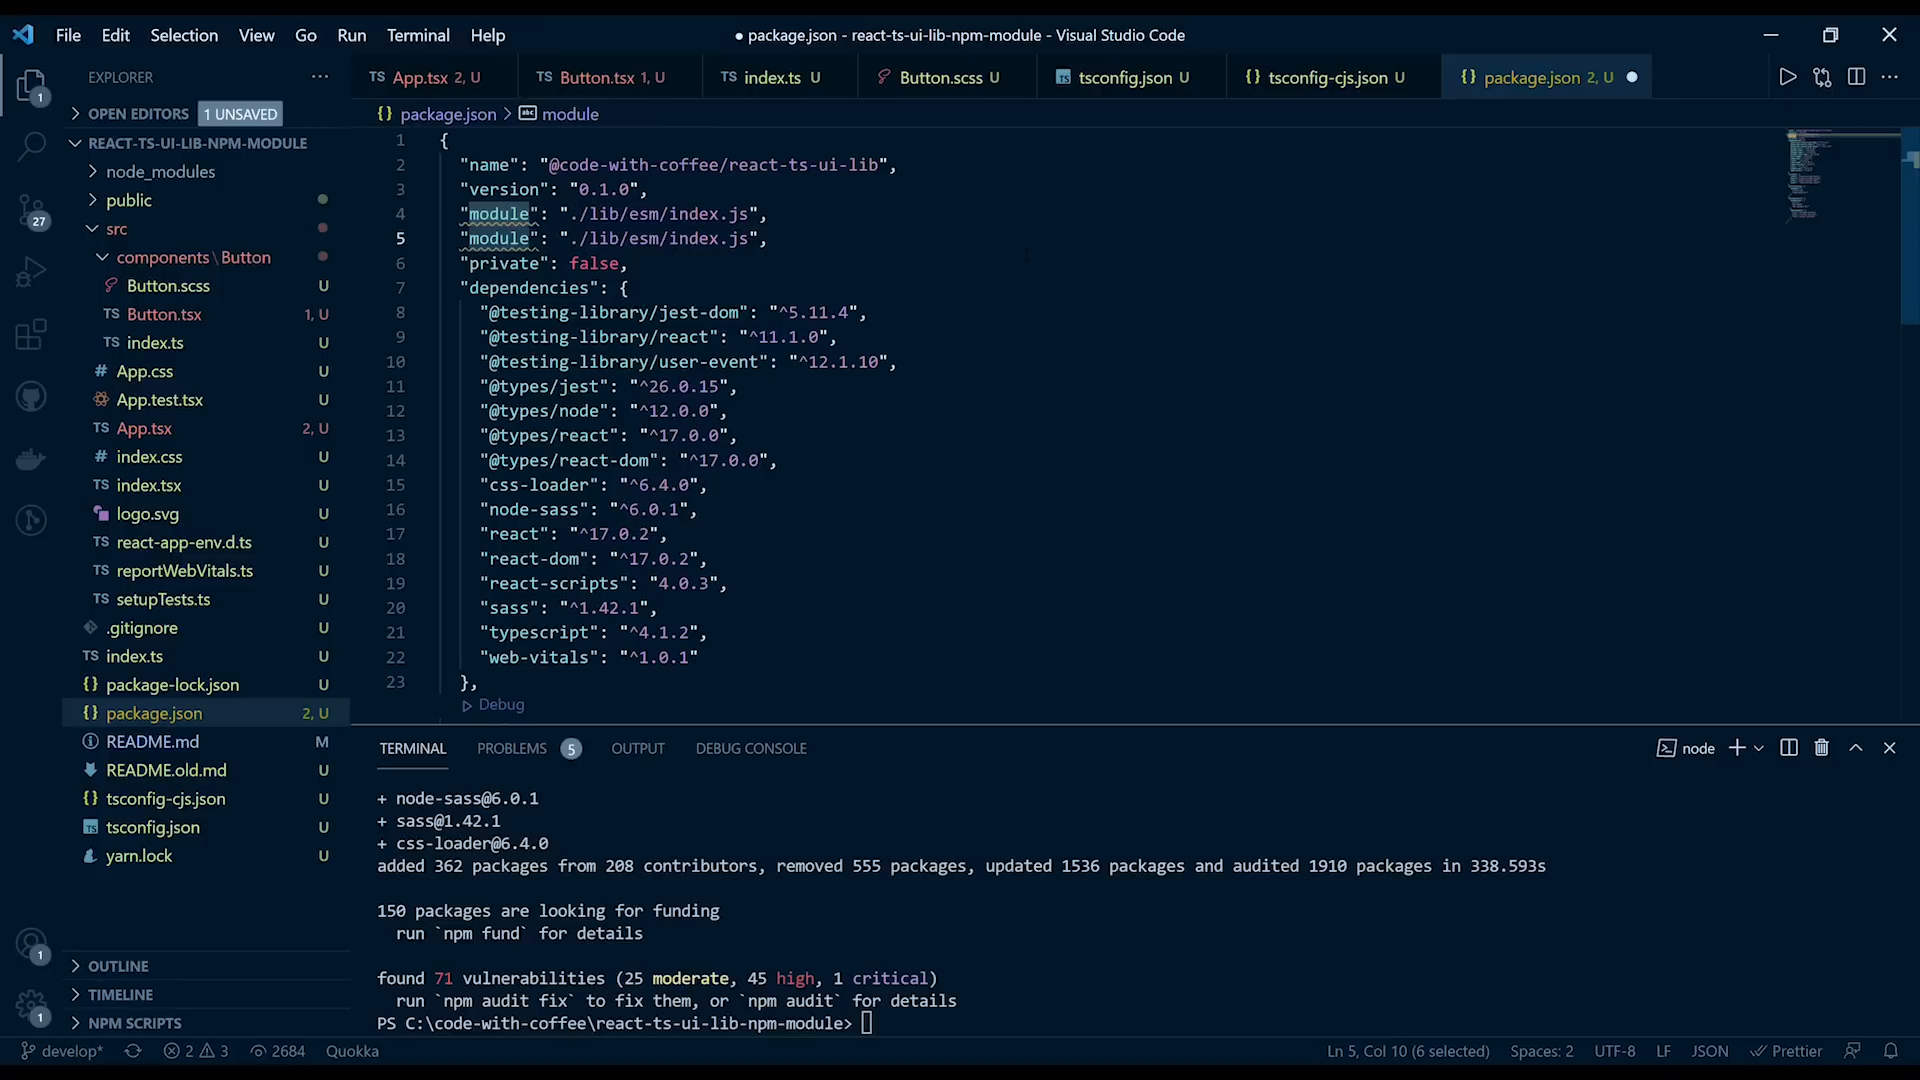 File Edit Selection View Go Run Terminal Help
● package.json - react-ts-ui-lib-npm-module - Visual Studio Code
EXPLORER
TS App.tsx 2, U
TS Button.tsx 1, U
TS index.ts U
Button.scss U
TS tsconfig.json U
{} tsconfig-cjs.json U
{} package.json 2, U ●
OPEN EDITORS 1 UNSAVED
REACT-TS-UI-LIB-NPM-MODULE
node_modules
public
src
components\Button
Button.scss U
TS Button.tsx 1, U
TS index.ts U
# App.css U
App.test.tsx U
TS App.tsx 2, U
# index.css U
TS index.tsx U
logo.svg U
TS react-app-env.d.ts U
TS reportWebVitals.ts U
TS setupTests.ts U
.gitignore U
TS index.ts U
{} package-lock.json U
{} package.json 2, U
README.md M
README.old.md U
{} tsconfig-cjs.json U
TS tsconfig.json U
yarn.lock U
OUTLINE
TIMELINE
NPM SCRIPTS
1
27
1
1
{} package.json > abc module
1 {
2 "name": "@code-with-coffee/react-ts-ui-lib",
3 "version": "0.1.0",
4 "module": "./lib/esm/index.js",
5 "module": "./lib/esm/index.js",
6 "private": false,
7 "dependencies": {
8 "@testing-library/jest-dom": "^5.11.4",
9 "@testing-library/react": "^11.1.0",
10 "@testing-library/user-event": "^12.1.10",
11 "@types/jest": "^26.0.15",
12 "@types/node": "^12.0.0",
13 "@types/react": "^17.0.0",
14 "@types/react-dom": "^17.0.0",
15 "css-loader": "^6.4.0",
16 "node-sass": "^6.0.1",
17 "react": "^17.0.2",
18 "react-dom": "^17.0.2",
19 "react-scripts": "4.0.3",
20 "sass": "^1.42.1",
21 "typescript": "^4.1.2",
22 "web-vitals": "^1.0.1"
23 },
Debug
TERMINAL PROBLEMS 5 OUTPUT DEBUG CONSOLE
node
+ node-sass@6.0.1
+ sass@1.42.1
+ css-loader@6.4.0
added 362 packages from 208 contributors, removed 555 packages, updated 1536 packages and audited 1910 packages in 338.593s
150 packages are looking for funding
run `npm fund` for details
found 71 vulnerabilities (25 moderate, 45 high, 1 critical)
run `npm audit fix` to fix them, or `npm audit` for details
PS C:\code-with-coffee\react-ts-ui-lib-npm-module>
develop* 2 3 2684 Quokka
Ln 5, Col 10 (6 selected) Spaces: 2 UTF-8 LF JSON Prettier